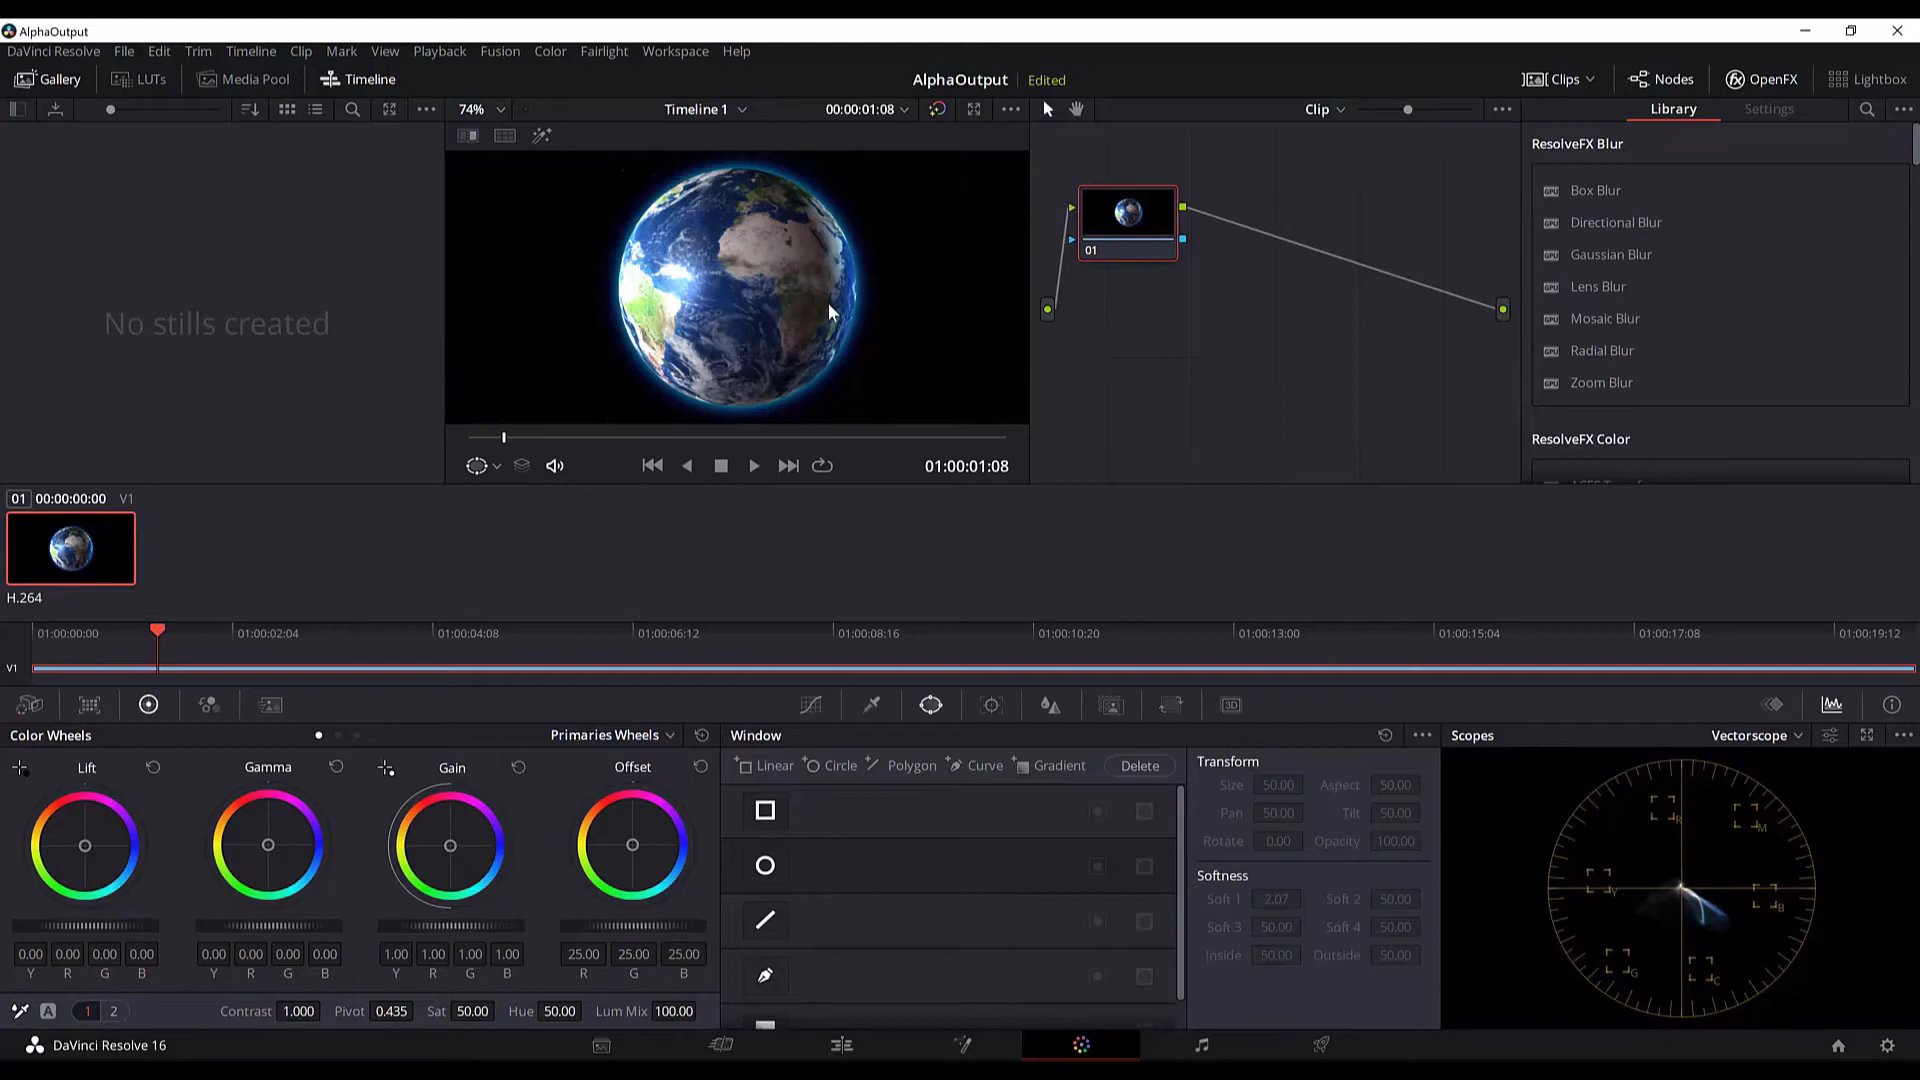 AlphaOutput
DaVinci Resolve File Edit Trim Timeline Clip Mark View Playback Fusion Color Fairlight Workspace Help
Gallery LUTs Media Pool Timeline AlphaOutput Edited Clips Nodes OpenFX Lightbox
74% Timeline 1 00:00:01:08 Clip Library Settings
ResolveFX Blur
GPU Box Blur
GPU Directional Blur
GPU Gaussian Blur
GPU Lens Blur
GPU Mosaic Blur
GPU Radial Blur
GPU Zoom Blur
ResolveFX Color
No stills created
01
01:00:01:08
01 00:00:00:00 V1
H.264
01:00:00:00 01:00:02:04 01:00:04:08 01:00:06:12 01:00:08:16 01:00:10:20 01:00:13:00 01:00:15:04 01:00:17:08 01:00:19:12
V1
3D
Color Wheels Primaries Wheels Window Scopes Vectorscope
Lift Gamma Gain Offset
0.00 0.00 0.00 0.00 0.00 0.00 0.00 0.00 1.00 1.00 1.00 1.00 25.00 25.00 25.00
Y R G B Y R G B Y R G B R G B
A 1 2 Contrast 1.000 Pivot 0.435 Sat 50.00 Hue 50.00 Lum Mix 100.00
Linear Circle Polygon Curve Gradient Delete
Transform
Size 50.00 Aspect 50.00
Pan 50.00 Tilt 50.00
Rotate 0.00 Opacity 100.00
Softness
Soft 1 2.07 Soft 2 50.00
Soft 3 50.00 Soft 4 50.00
Inside 50.00 Outside 50.00
R M
Y B
G C
DaVinci Resolve 16